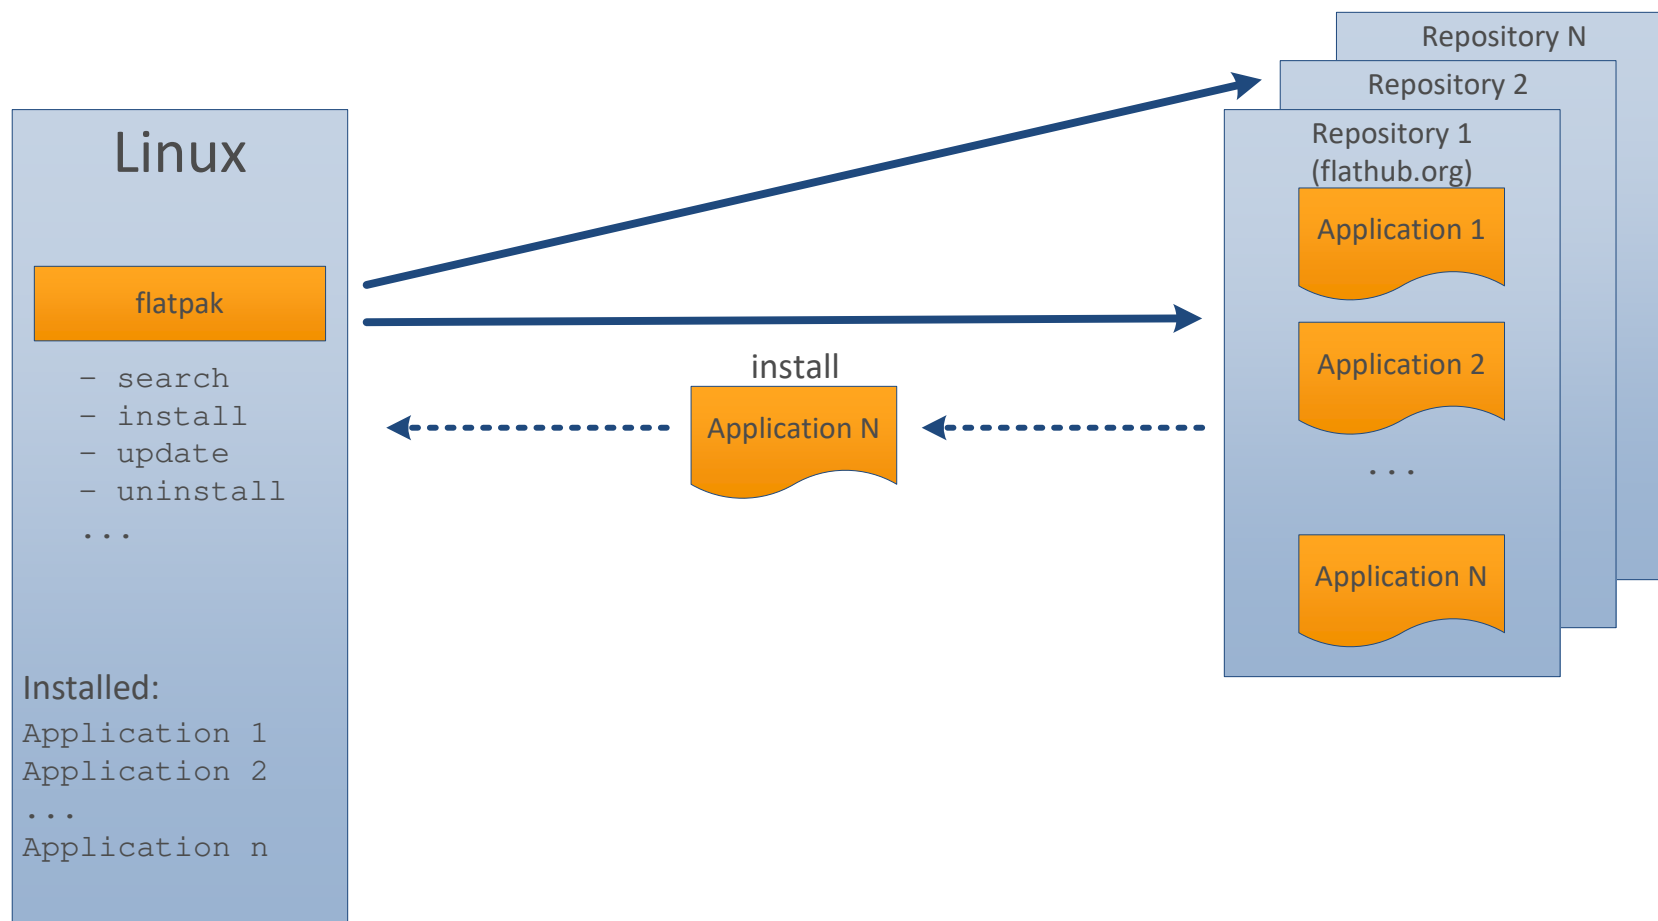 Linux
flatpak
– search
– install
– update
– uninstall
...
Installed:
Application 1
Application 2
...
Application n
install
Application N
Repository N
Repository 2
Repository 1
(flathub.org)
Application 1
Application 2
...
Application N